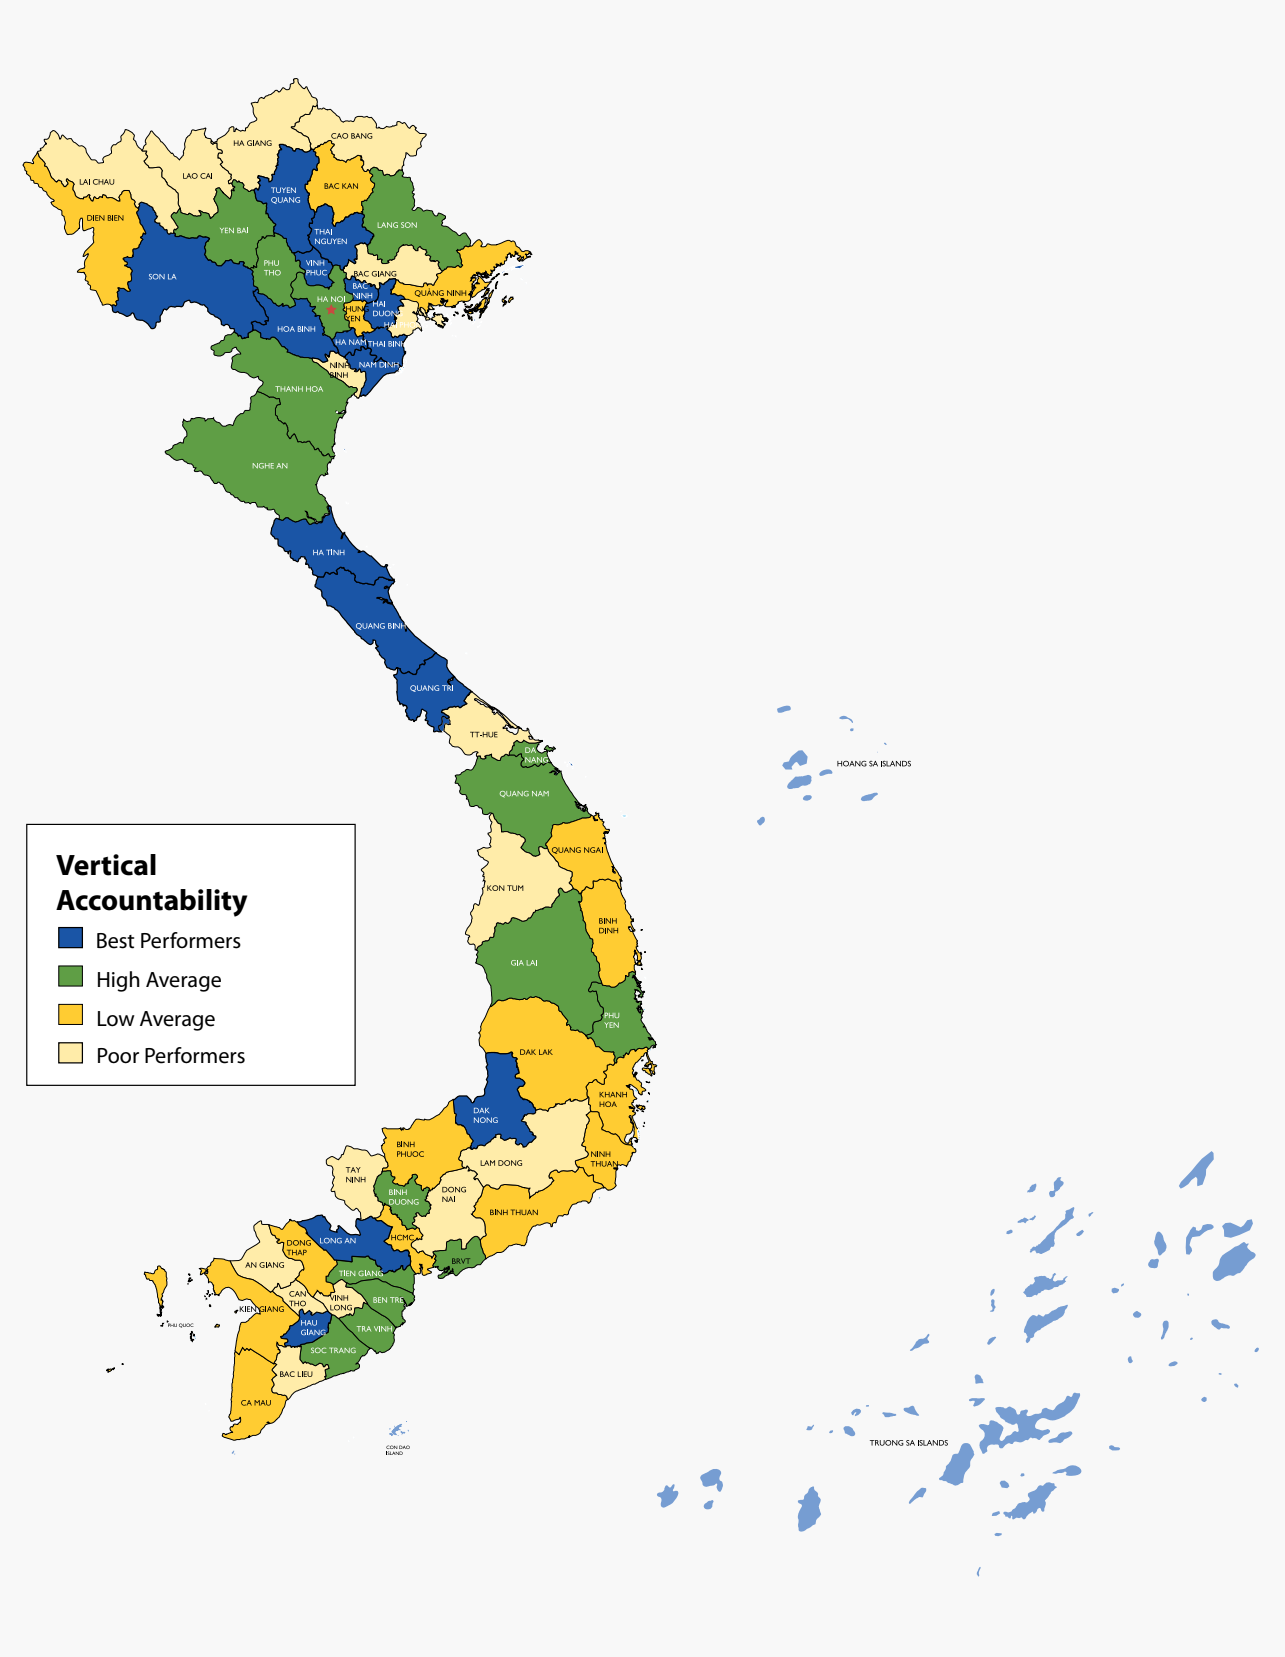 HA GIANG
CAO BANG
LAI CHAU
LAO CAI
TUYEN
QUANG
BAC KAN
DIEN BIEN
YEN BAI
THAI
NGUYEN
LANG SON
SON LA
PHU
THO
VINH
PHUC
BAC GIANG
BAC
NINH
QUANG NINH
HA NOI
HUNG
YEN
HAI
DUONG
HOA BINH
HA NAM
THAI BINH
NINH
BINH
NAM DINH
THANH HOA
NGHE AN
HA TINH
QUANG BINH
QUANG TRI
TT-HUE
DA
NANG
QUANG NAM
HOANG SA ISLANDS
QUANG NGAI
KON TUM
BINH
DINH
GIA LAI
PHU
YEN
DAK LAK
KHANH
HOA
DAK
NONG
BINH
PHUOC
LAM DONG
NINH
THUAN
TAY
NINH
BINH
DUONG
DONG
NAI
BINH THUAN
HCMC
LONG AN
DONG
THAP
BRVT
AN GIANG
TIEN GIANG
CAN
THO
VINH
LONG
BEN TRE
KIEN GIANG
HAU
GIANG
TRA VINH
PHU QUOC
SOC TRANG
BAC LIEU
CA MAU
CON DAO
ISLAND
TRUONG SA ISLANDS
Vertical
Accountability
Best Performers
High Average
Low Average
Poor Performers